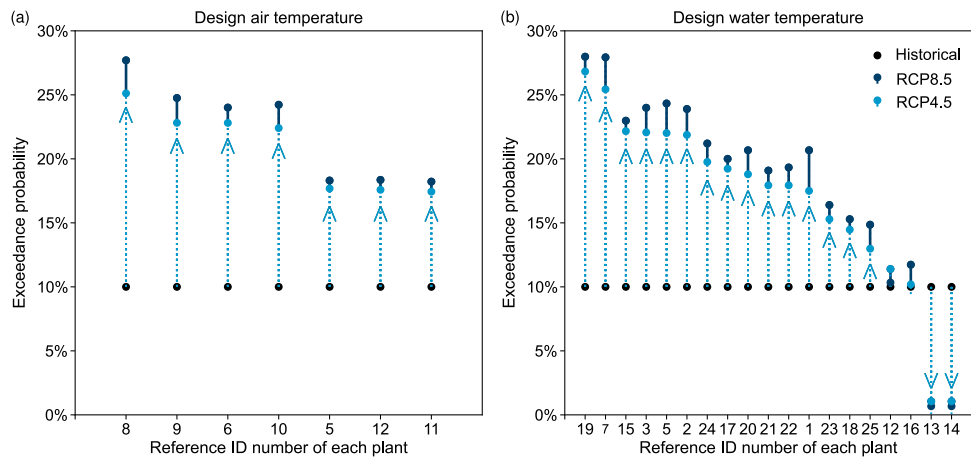 (a)
Design air temperature
30%
25%
20%
15%
10%
5%
0%
Exceedance probability
8 9 6 10 5 12 11
Reference ID number of each plant
(b)
Design water temperature
30%
25%
20%
15%
10%
5%
0%
Exceedance probability
Historical
RCP8.5
RCP4.5
19 7 15 3 5 2 24 17 20 21 22 1 23 18 25 12 16 13 14
Reference ID number of each plant